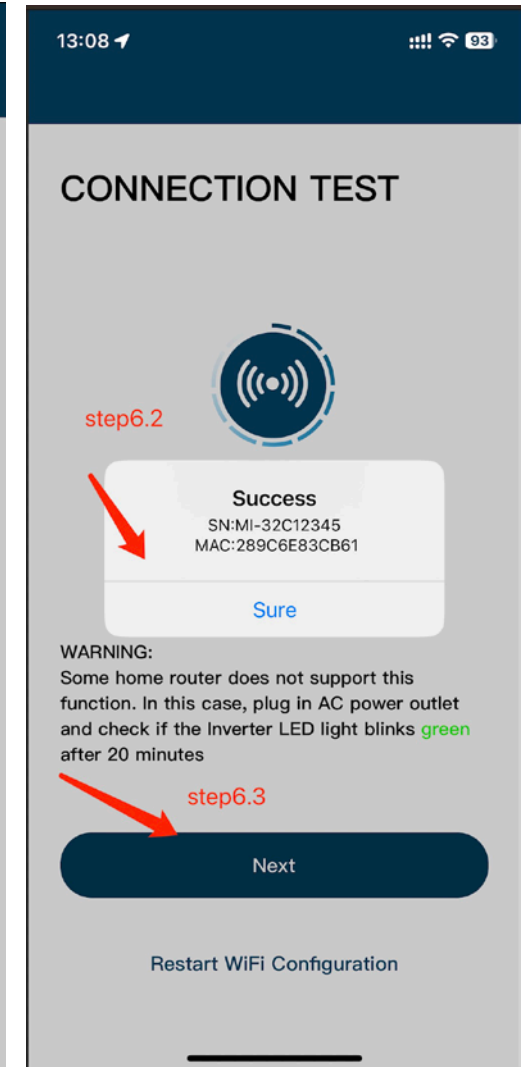 13:08
93
CONNECTION TEST
step6.2
Success
SN:MI-32C12345
MAC:289C6E83CB61
Sure
WARNING:
Some home router does not support this
function. In this case, plug in AC power outlet
and check if the Inverter LED light blinks green
after 20 minutes
step6.3
Next
Restart WiFi Configuration